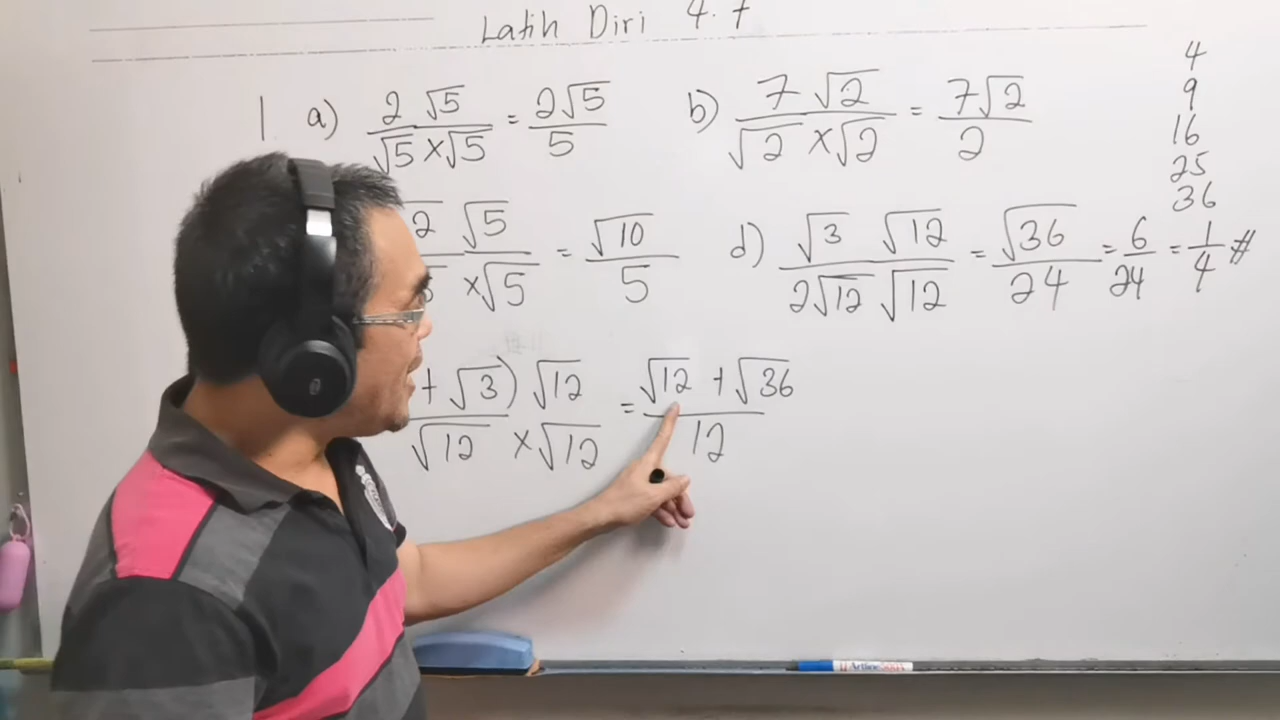 Latih Diri 4.7
1 a) 2 √5 / √5 × √5 = 2√5 / 5
b) 7 √2 / √2 × √2 = 7√2 / 2
4
9
16
25
36
2 √5 / ×√5 = √10 / 5
d) √3 √12 / 2√12 √12 = √36 / 24 = 6/24 = 1/4 #
+ √3) √12 / √12 × √12 = √12 + √36 / 12